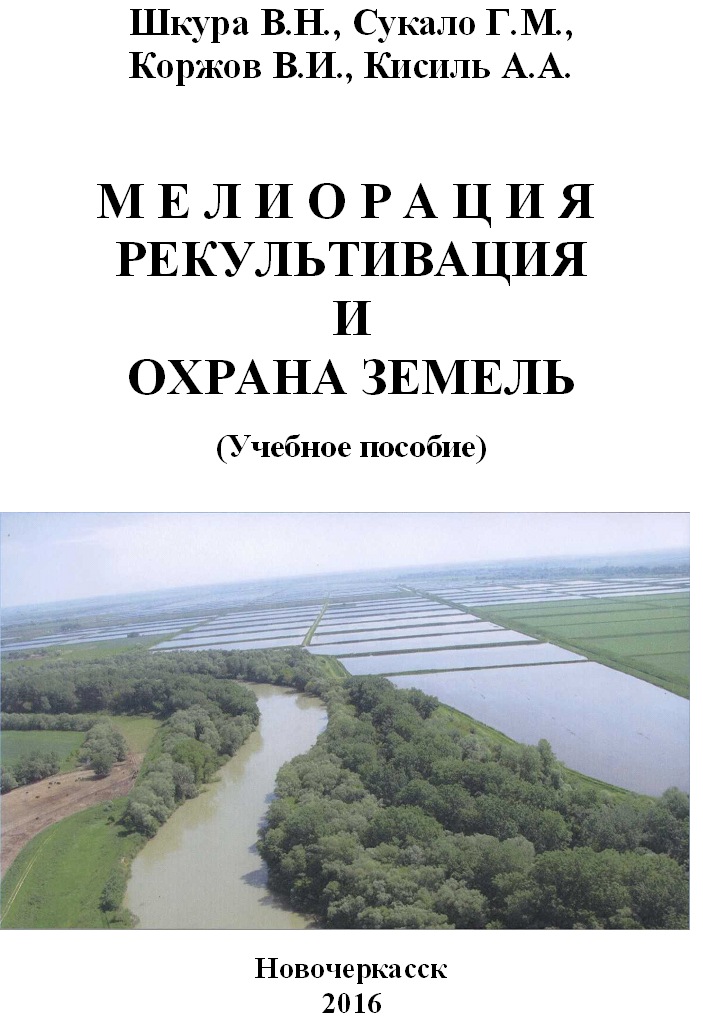 Шкура В.Н., Сукало Г.М.,
Коржов В.И., Кисиль А.А.
М Е Л И О Р А Ц И Я
РЕКУЛЬТИВАЦИЯ
И
ОХРАНА ЗЕМЕЛЬ
(Учебное пособие)
Новочеркасск
2016